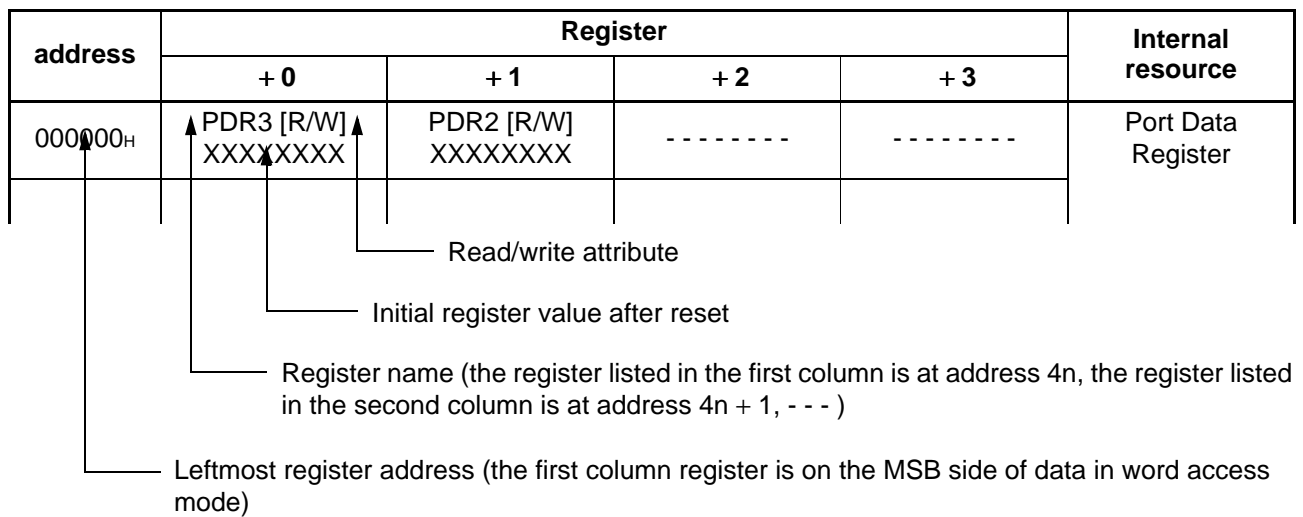 address Register Internal resource
+ 0 + 1 + 2 + 3
000000H PDR3 [R/W] PDR2 [R/W] - - - - - - - - - - - - - - - - Port Data
XXXXXXXX XXXXXXXX Register
Read/write attribute
Initial register value after reset
Register name (the register listed in the first column is at address 4n, the register listed
in the second column is at address 4n + 1, - - - )
Leftmost register address (the first column register is on the MSB side of data in word access
mode)